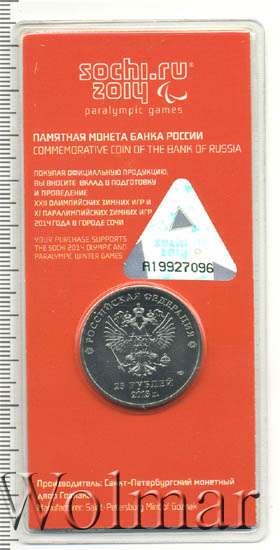 sochi.ru
2014
paralympic games
ПАМЯТНАЯ МОНЕТА БАНКА РОССИИ
COMMEMORATIVE COIN OF THE BANK OF RUSSIA
ПОКУПАЯ ОФИЦИАЛЬНУЮ ПРОДУКЦИЮ,
ВЫ ВНОСИТЕ ВКЛАД В ПОДГОТОВКУ
И ПРОВЕДЕНИЕ
XXII ОЛИМПИЙСКИХ ЗИМНИХ ИГР И
XI ПАРАЛИМПИЙСКИХ ЗИМНИХ ИГР
2014 ГОДА В ГОРОДЕ СОЧИ
YOUR PURCHASE SUPPORTS
THE SOCHI 2014 OLYMPIC AND
PARALYMPIC WINTER GAMES
A19927096
РОССИЙСКАЯ ФЕДЕРАЦИЯ
25 РУБЛЕЙ
2013 г.
Производитель: Санкт-Петербургский монетный
двор Гознака
Manufacturer: Saint-Petersburg Mint of Goznak
Wolmar